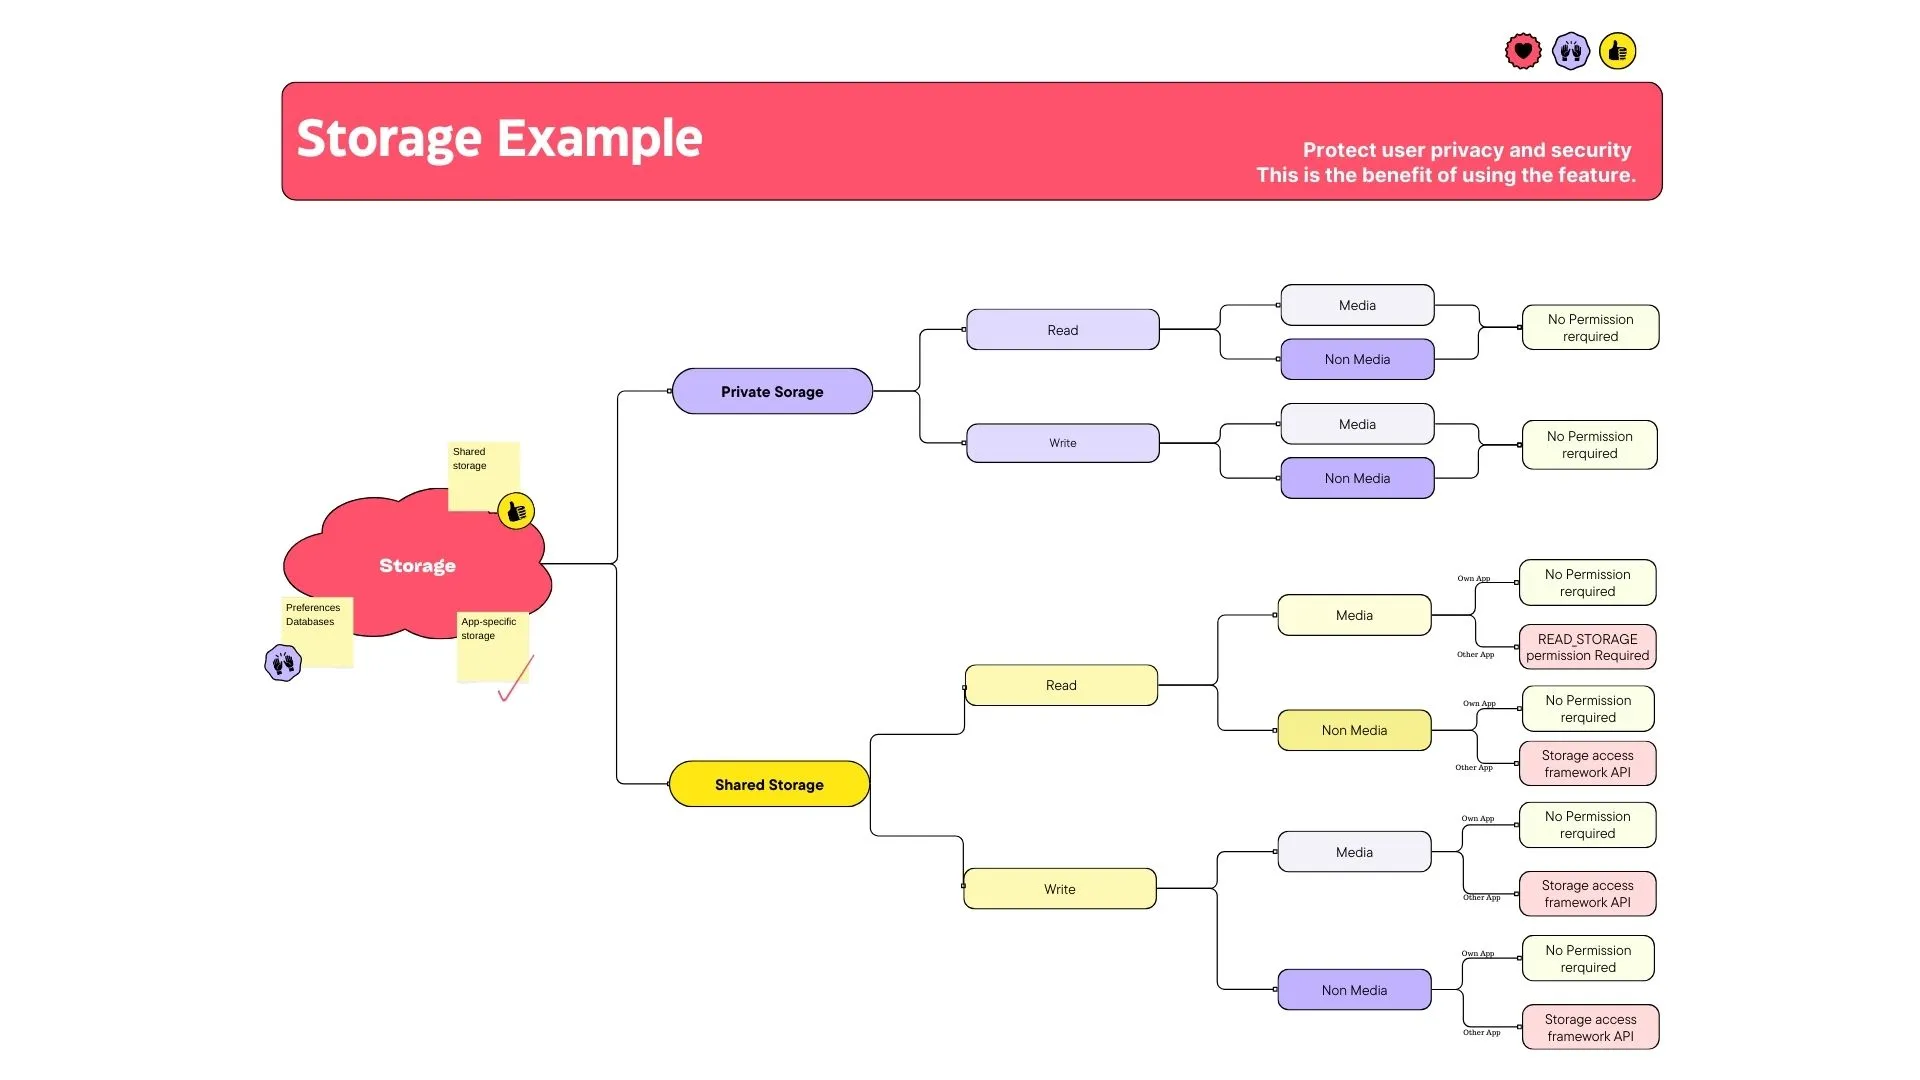 Storage Example
Protect user privacy and security
This is the benefit of using the feature.
Shared
storage
Storage
Preferences
Databases
App-specific
storage
Private Sorage
Read
Media
Non Media
No Permission
rerquired
Write
Media
Non Media
No Permission
rerquired
Shared Storage
Read
Media
Own App
No Permission
rerquired
Other App
READ_STORAGE
permission Required
Non Media
Own App
No Permission
rerquired
Other App
Storage access
framework API
Write
Media
Own App
No Permission
rerquired
Other App
Storage access
framework API
Non Media
Own App
No Permission
rerquired
Other App
Storage access
framework API